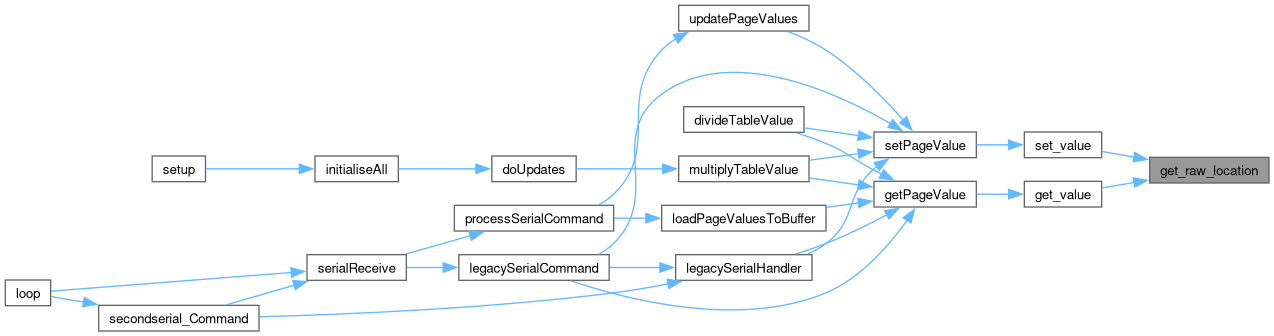 updatePageValues
divideTableValue
setPageValue
set_value
setup
initialiseAll
doUpdates
multiplyTableValue
get_raw_location
getPageValue
get_value
processSerialCommand
loadPageValuesToBuffer
serialReceive
legacySerialCommand
legacySerialHandler
loop
secondserial_Command